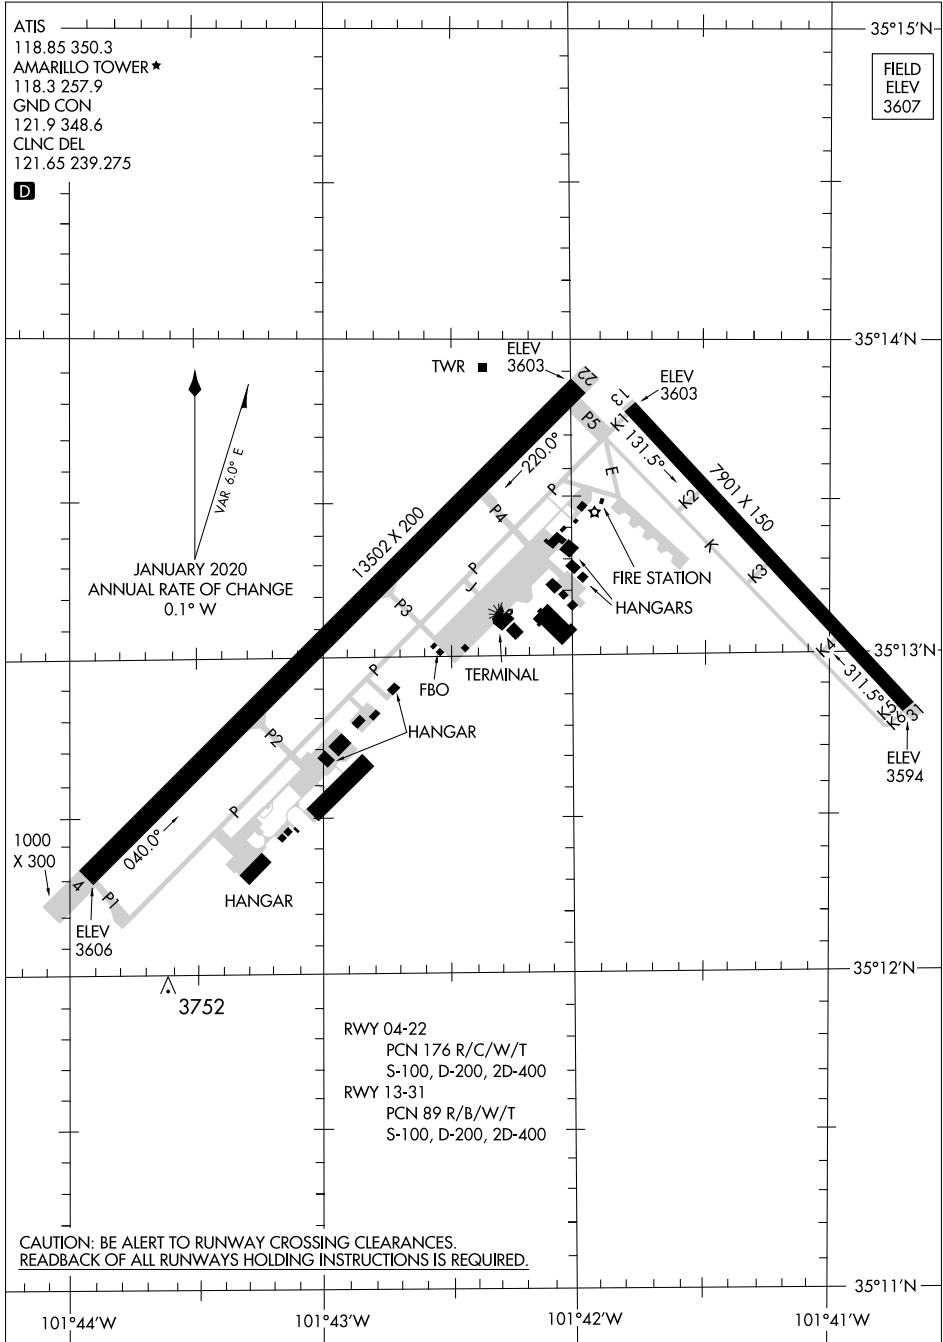 ATIS
118.85 350.3
AMARILLO TOWER ★
118.3 257.9
GND CON
121.9 348.6
CLNC DEL
121.65 239.275
D
35°15'N
FIELD
ELEV
3607
35°14'N
TWR
ELEV
3603
22
ELEV
3603
13
K1
P5
131.5°
220.0°
E
P
7901 X 150
K2
VAR 6.0° E
P4
13502 X 200
K
JANUARY 2020
ANNUAL RATE OF CHANGE
0.1° W
P
J
FIRE STATION
K3
HANGARS
P3
35°13'N
K4
TERMINAL
P
FBO
311.5°
K5
K6
31
HANGAR
P2
ELEV
3594
P
040.0°
1000
X 300
4
P1
HANGAR
ELEV
3606
35°12'N
3752
RWY 04-22
PCN 176 R/C/W/T
S-100, D-200, 2D-400
RWY 13-31
PCN 89 R/B/W/T
S-100, D-200, 2D-400
CAUTION: BE ALERT TO RUNWAY CROSSING CLEARANCES.
READBACK OF ALL RUNWAYS HOLDING INSTRUCTIONS IS REQUIRED.
35°11'N
101°44'W
101°43'W
101°42'W
101°41'W